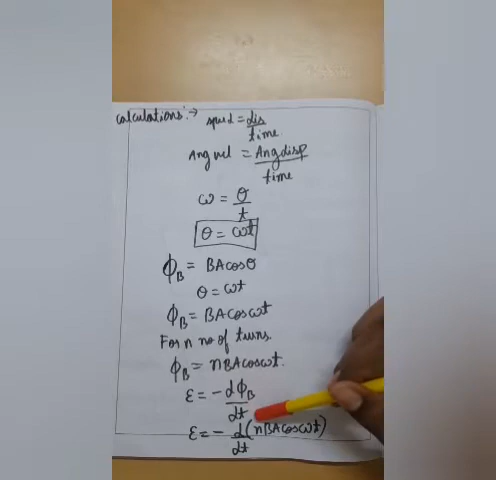 calculations:→ speed = dis/time
Ang vel = Ang disp/time
ω = θ/t
θ = ωt
ϕB = BAcosθ
θ = ωt
ϕB = BAcosωt
For n no of turns
ϕB = nBAcosωt.
ε = - dϕB/dt
ε = - d/dt (nBAcosωt)